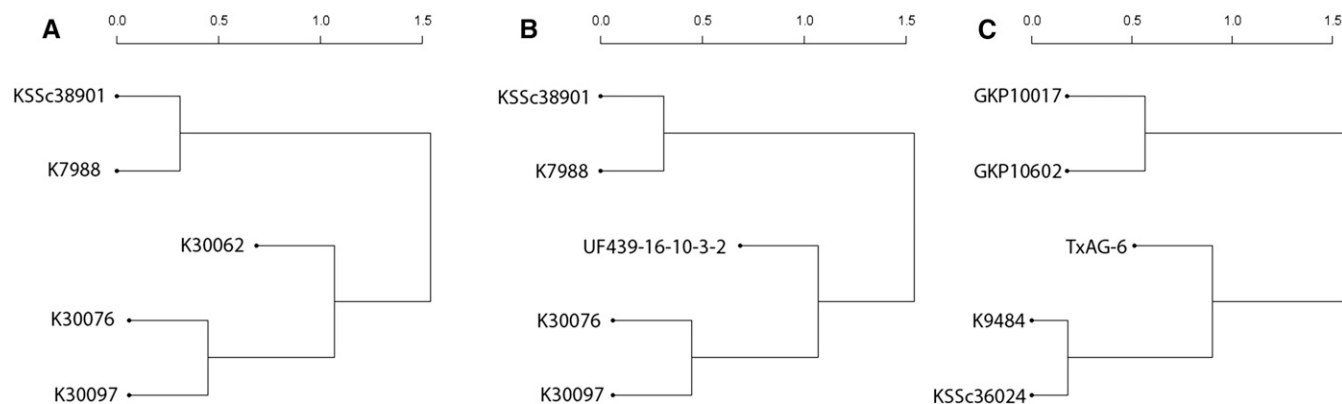 A
0.0 0.5 1.0 1.5
KSSc38901
K7988
K30062
K30076
K30097
B
0.0 0.5 1.0 1.5
KSSc38901
K7988
UF439-16-10-3-2
K30076
K30097
C
0.0 0.5 1.0 1.5
GKP10017
GKP10602
TxAG-6
K9484
KSSc36024